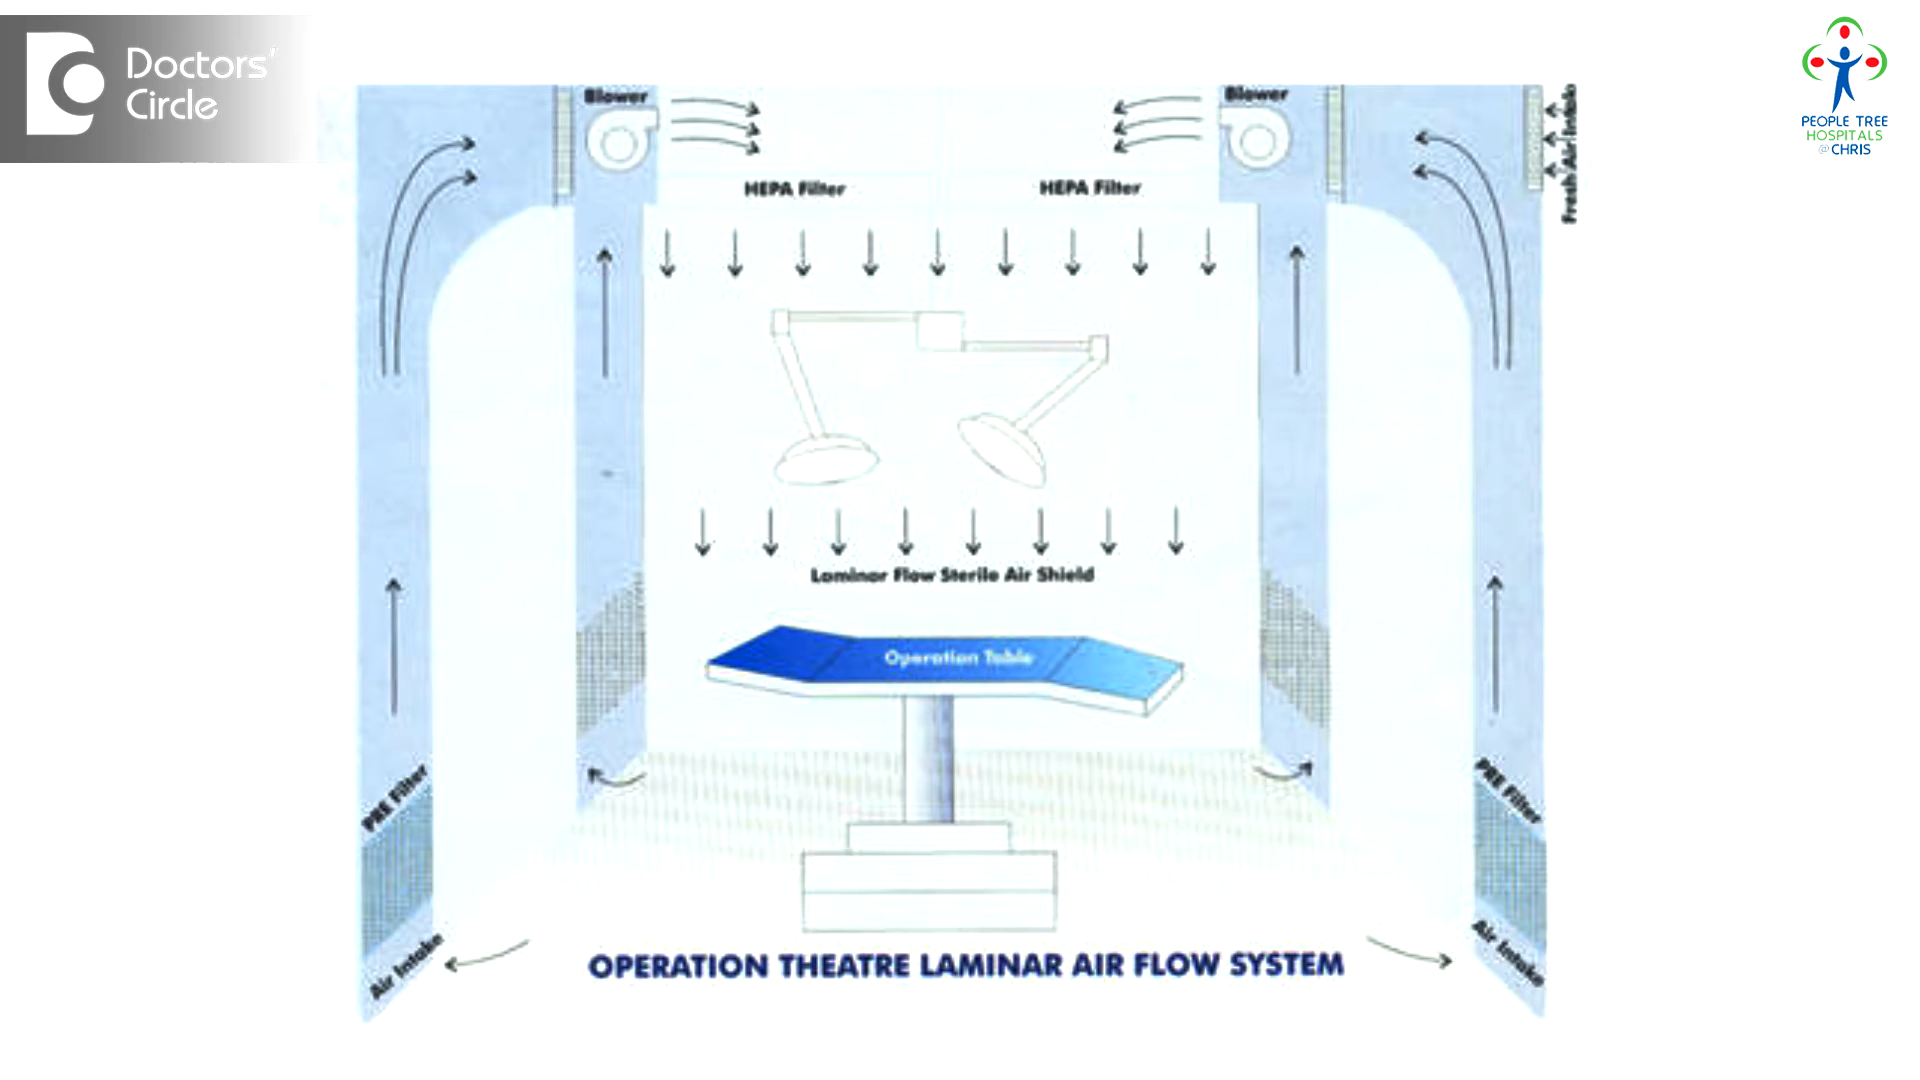 Doctors'
Circle
PEOPLE TREE
HOSPITALS
@CHRIS
Blower
Blower
Fresh Air Intake
HEPA Filter
HEPA Filter
Laminar Flow Sterile Air Shield
Operation Table
PRE Filter
PRE Filter
Air Intake
Air Intake
OPERATION THEATRE LAMINAR AIR FLOW SYSTEM